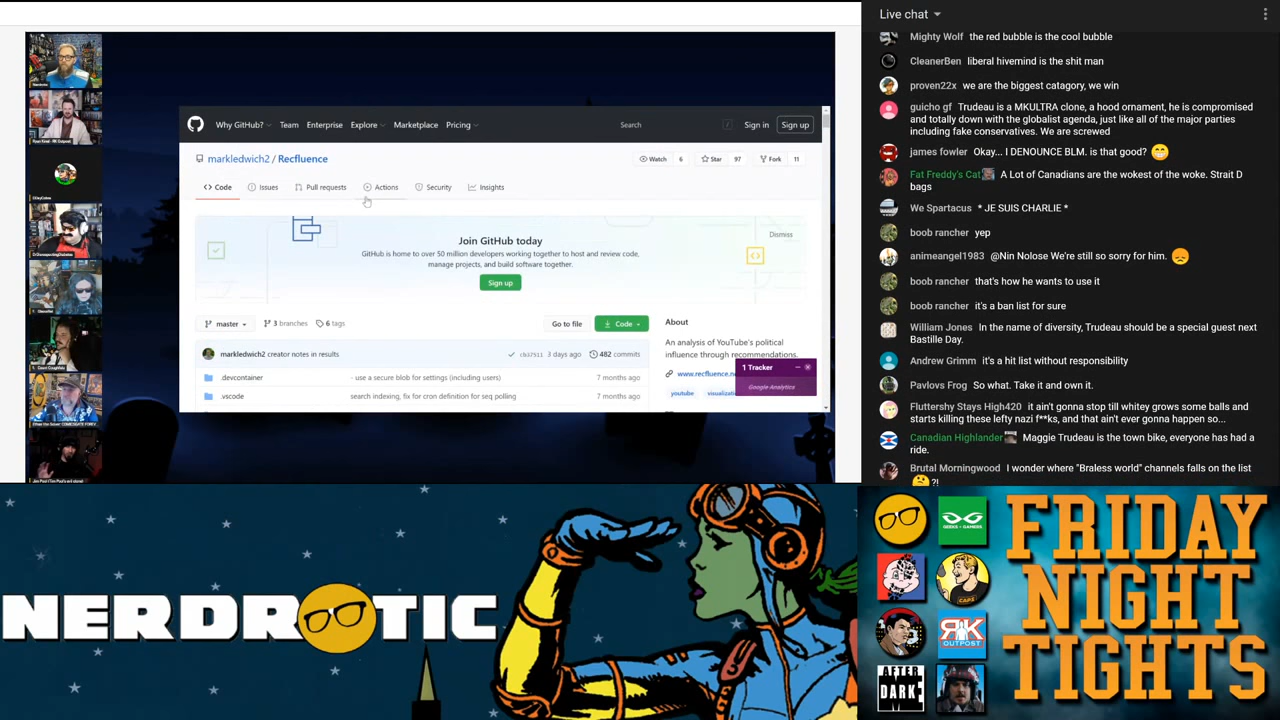 Why GitHub?
Team
Enterprise
Explore
Marketplace
Pricing
Search
/
Sign in
Sign up
markledwich2 / Recfluence
Watch 6
Star 97
Fork 11
Code
Issues
Pull requests
Actions
Security
Insights
Join GitHub today
Dismiss
GitHub is home to over 50 million developers working together to host and review code,
manage projects, and build software together.
Sign up
master
3 branches
6 tags
Go to file
Code
About
An analysis of YouTube's political
influence through recommendations.
markledwich2 creator notes in results
3 days ago
482 commits
www.recfluence.ne
youtube
1 Tracker
Google Analytics
.devcontainer
- use a secure blob for settings (including users)
7 months ago
.vscode
search indexing, fix for cron definition for seq polling
7 months ago
Live chat
Mighty Wolf the red bubble is the cool bubble
CleanerBen liberal hivemind is the shit man
proven22x we are the biggest catagory, we win
guicho gf Trudeau is a MKULTRA clone, a hood ornament, he is compromised
and totally down with the globalist agenda, just like all of the major parties
including fake conservatives. We are screwed
james fowler Okay... I DENOUNCE BLM. is that good? 😁
Fat Freddy's Cat A Lot of Canadians are the wokest of the woke. Strait D
bags
We Spartacus * JE SUIS CHARLIE *
boob rancher yep
animeangel1983 @Nin Nolose We're still so sorry for him. 😞
boob rancher that's how he wants to use it
boob rancher it's a ban list for sure
William Jones In the name of diversity, Trudeau should be a special guest next
Bastille Day.
Andrew Grimm it's a hit list without responsibility
Pavlovs Frog So what. Take it and own it.
Fluttershy Stays High420 it ain't gonna stop till whitey grows some balls and
starts killing these lefty nazi f**ks, and that ain't ever gonna happen so...
Canadian Highlander Maggie Trudeau is the town bike, everyone has had a
ride.
Brutal Morningwood I wonder where "Braless world" channels falls on the list
🤔 ?!
NERDROTIC
GEEKS + GAMERS
CAPE
RK
OUTPOST
AFTER
DARK
FRIDAY
NIGHT
TIGHTS